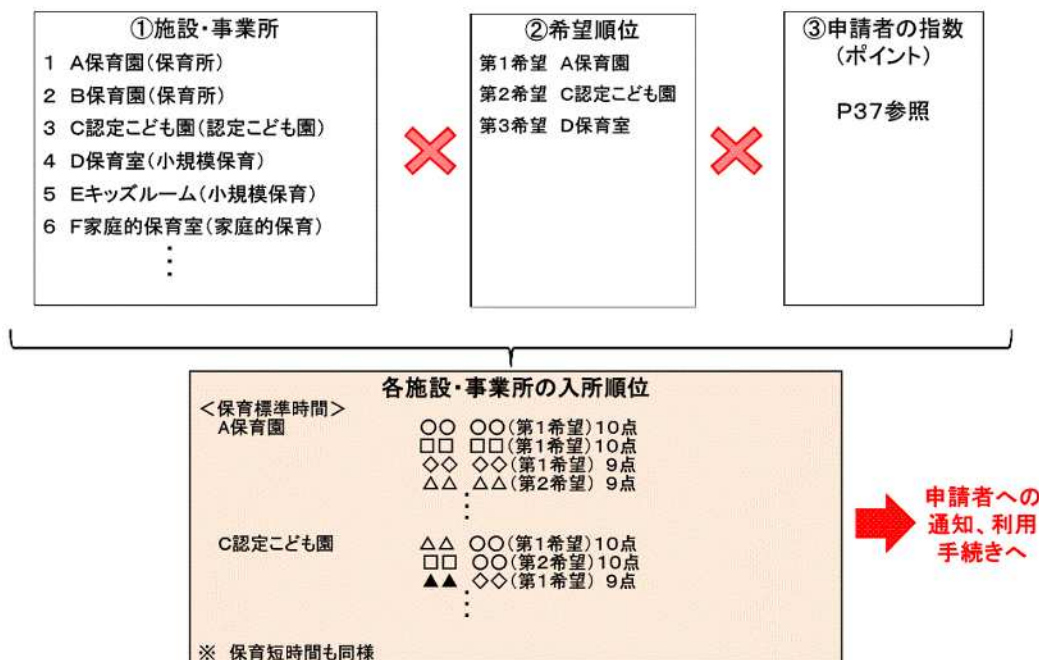 ①施設・事業所
1 A保育園(保育所)
2 B保育園(保育所)
3 C認定こども園(認定こども園)
4 D保育室(小規模保育)
5 Eキッズルーム(小規模保育)
6 F家庭的保育室(家庭的保育)
②希望順位
第1希望 A保育園
第2希望 C認定こども園
第3希望 D保育室
③申請者の指数
(ポイント)
P37参照
各施設・事業所の入所順位
<保育標準時間>
A保育園
○○ ○○(第1希望)10点
□□ □□(第1希望)10点
◇◇ ◇◇(第1希望) 9点
△△ △△(第2希望) 9点
C認定こども園
△△ ○○(第1希望)10点
□□ ○○(第2希望)10点
▲▲ ◇◇(第1希望) 9点
※ 保育短時間も同様
申請者への
通知、利用
手続きへ